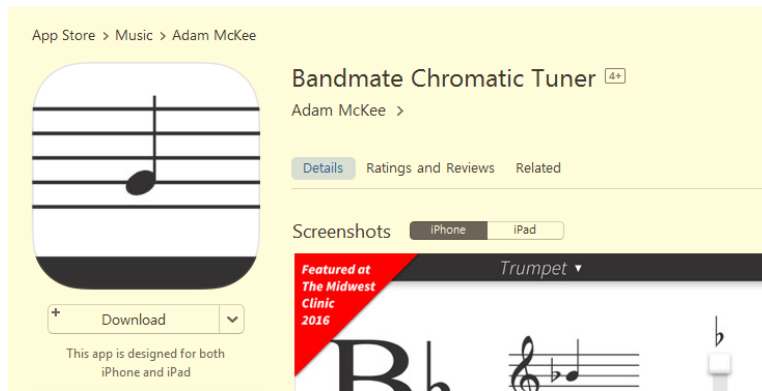 App Store > Music > Adam McKee
Bandmate Chromatic Tuner 4+
Adam McKee >
Details Ratings and Reviews Related
Screenshots iPhone iPad
Featured at
The Midwest
Clinic
2016
Trumpet ▼
B♭
+ Download
This app is designed for both
iPhone and iPad